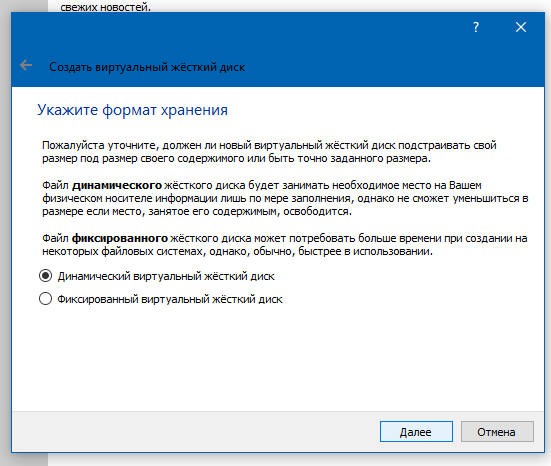 свежих новостей.
?
Создать виртуальный жёсткий диск
Укажите формат хранения
Пожалуйста уточните, должен ли новый виртуальный жёсткий диск подстраивать свой
размер под размер своего содержимого или быть точно заданного размера.
Файл динамического жёсткого диска будет занимать необходимое место на Вашем
физическом носителе информации лишь по мере заполнения, однако не сможет уменьшиться в
размере если место, занятое его содержимым, освободится.
Файл фиксированного жёсткого диска может потребовать больше времени при создании на
некоторых файловых системах, однако, обычно, быстрее в использовании.
Динамический виртуальный жёсткий диск
Фиксированный виртуальный жёсткий диск
Далее
Отмена